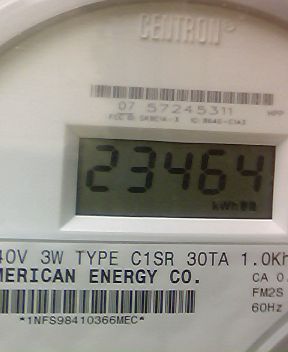 CENTRON®
07 57245311
23464
kWh
40V 3W TYPE C1SR 30TA 1.0Kh
MERICAN ENERGY CO.
CA 0.
FM2S
60Hz
*1NFS98410366MEC*